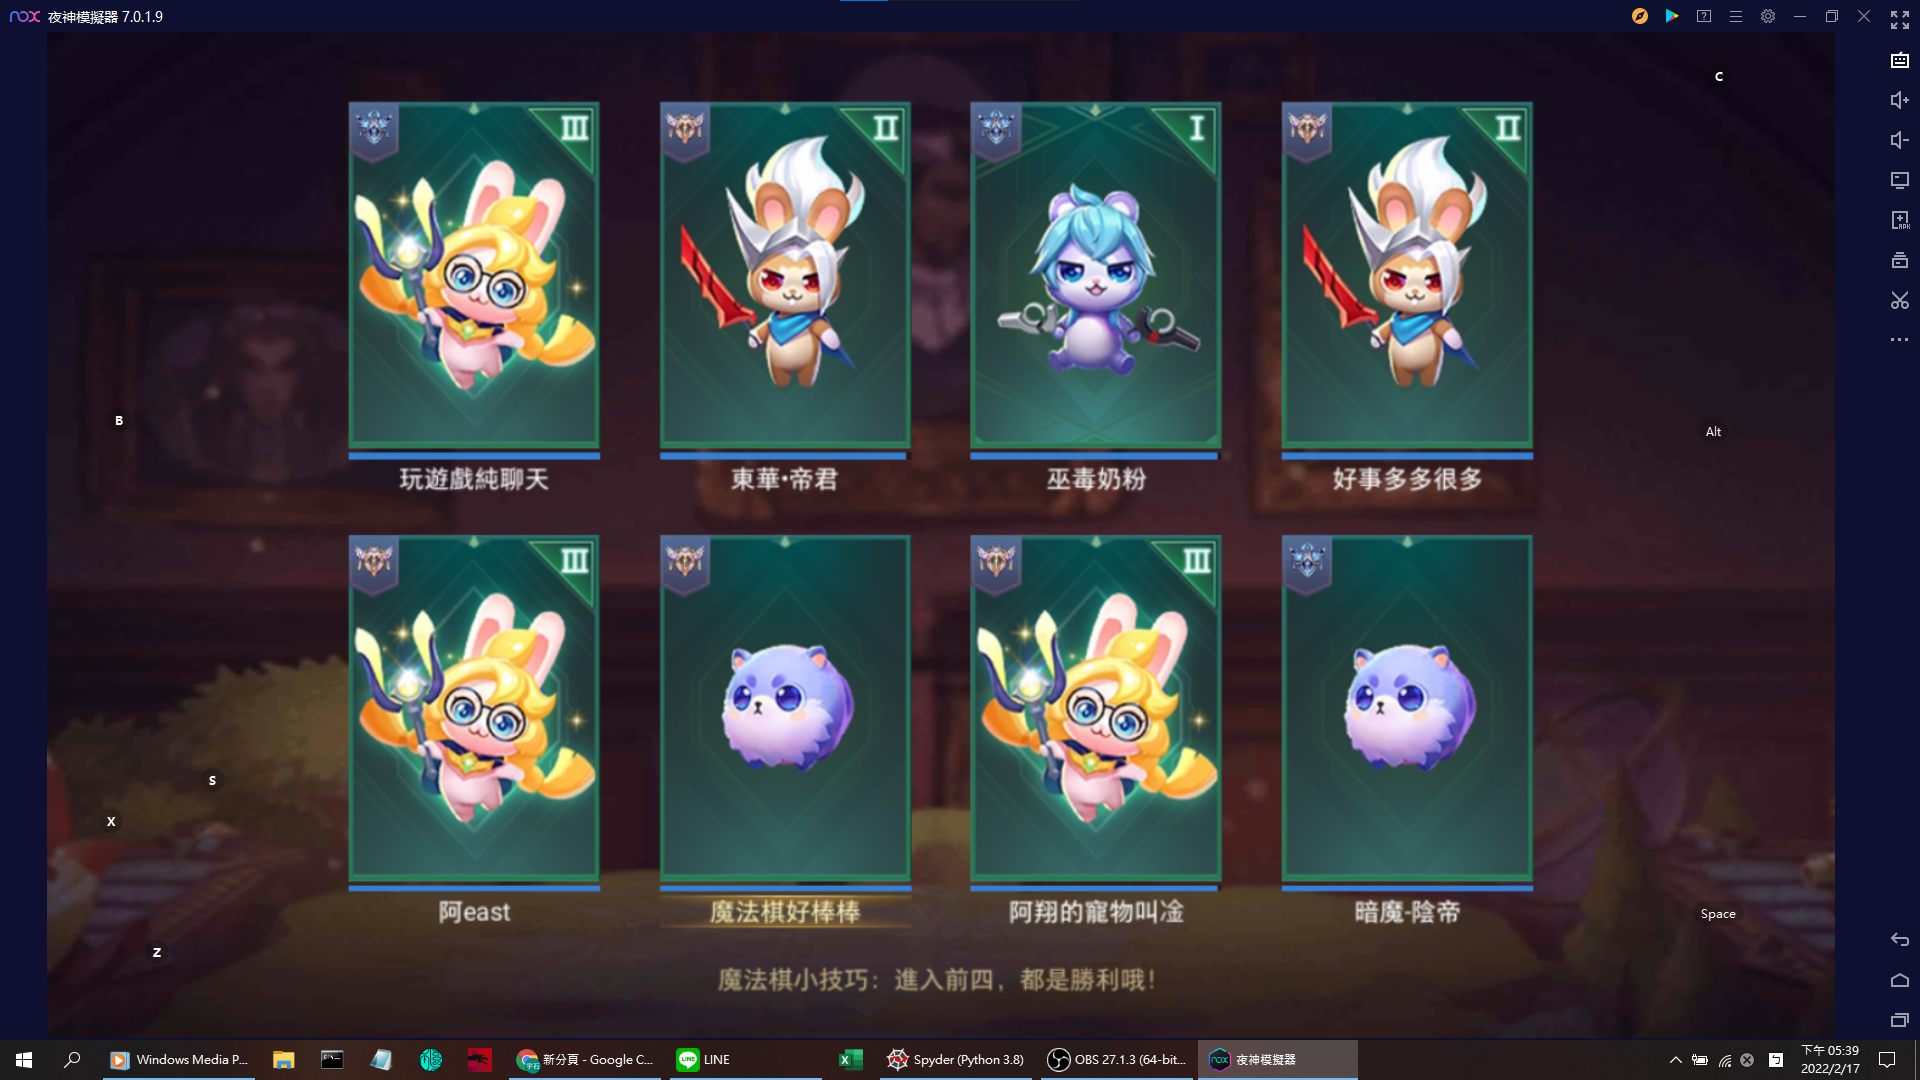 nox 夜神模擬器 7.0.1.9
C
III
II
I
II
玩遊戲純聊天
東華•帝君
巫毒奶粉
好事多多很多
B
Alt
III
III
S
X
阿east
魔法棋好棒棒
阿翔的寵物叫淦
暗魔-陰帝
Space
Z
魔法棋小技巧：進入前四，都是勝利哦！
Windows Media P...
新分頁 - Google C...
LINE
Spyder (Python 3.8)
OBS 27.1.3 (64-bit...
夜神模擬器
下午 05:39
2022/2/17